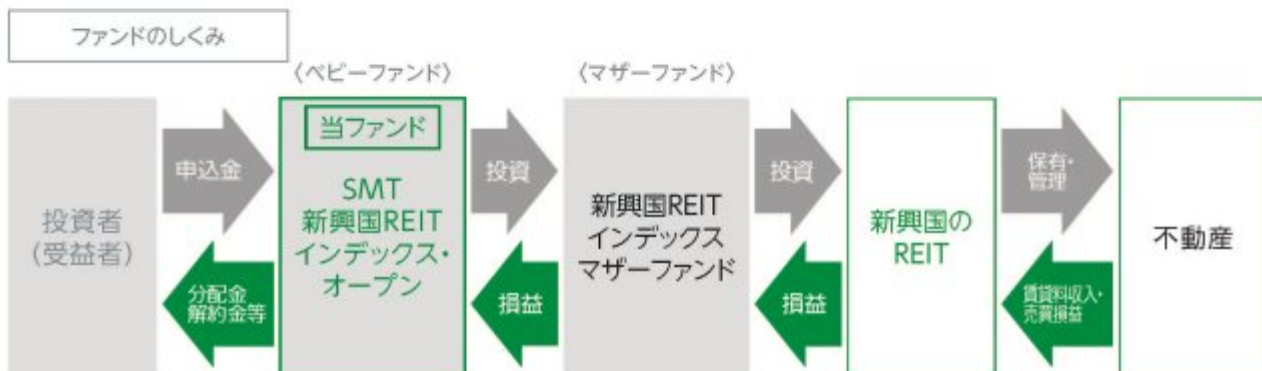 ファンドのしくみ
〈ベビーファンド〉
〈マザーファンド〉
投資者
(受益者)
申込金
分配金
解約金等
当ファンド
SMT
新興国REIT
インデックス・
オープン
投資
損益
新興国REIT
インデックス
マザーファンド
投資
損益
新興国の
REIT
保有・
管理
賃貸料収入・
売買損益
不動産